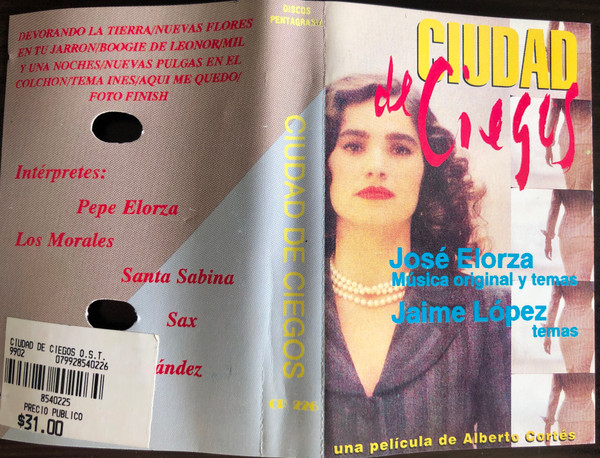 DEVORANDO LA TIERRA/NUEVAS FLORES
EN TU JARRON/BOOGIE DE LEONOR/MIL
Y UNA NOCHES/NUEVAS PULGAS EN EL
COLCHON/TEMA INES/AQUI ME QUEDO/
FOTO FINISH
Intérpretes:
Pepe Elorza
Los Morales
Santa Sabina
Sax
ández
CIUDAD DE CIEGOS O.S.T.
9902 079928540226
8540225
PRECIO PUBLICO
$31.00
DISCOS
PENTAGRAMA
CIUDAD DE CIEGOS
CIUDAD
de Ciegos
José Elorza
Música original y temas
Jaime López
temas
una película de Alberto Cortés